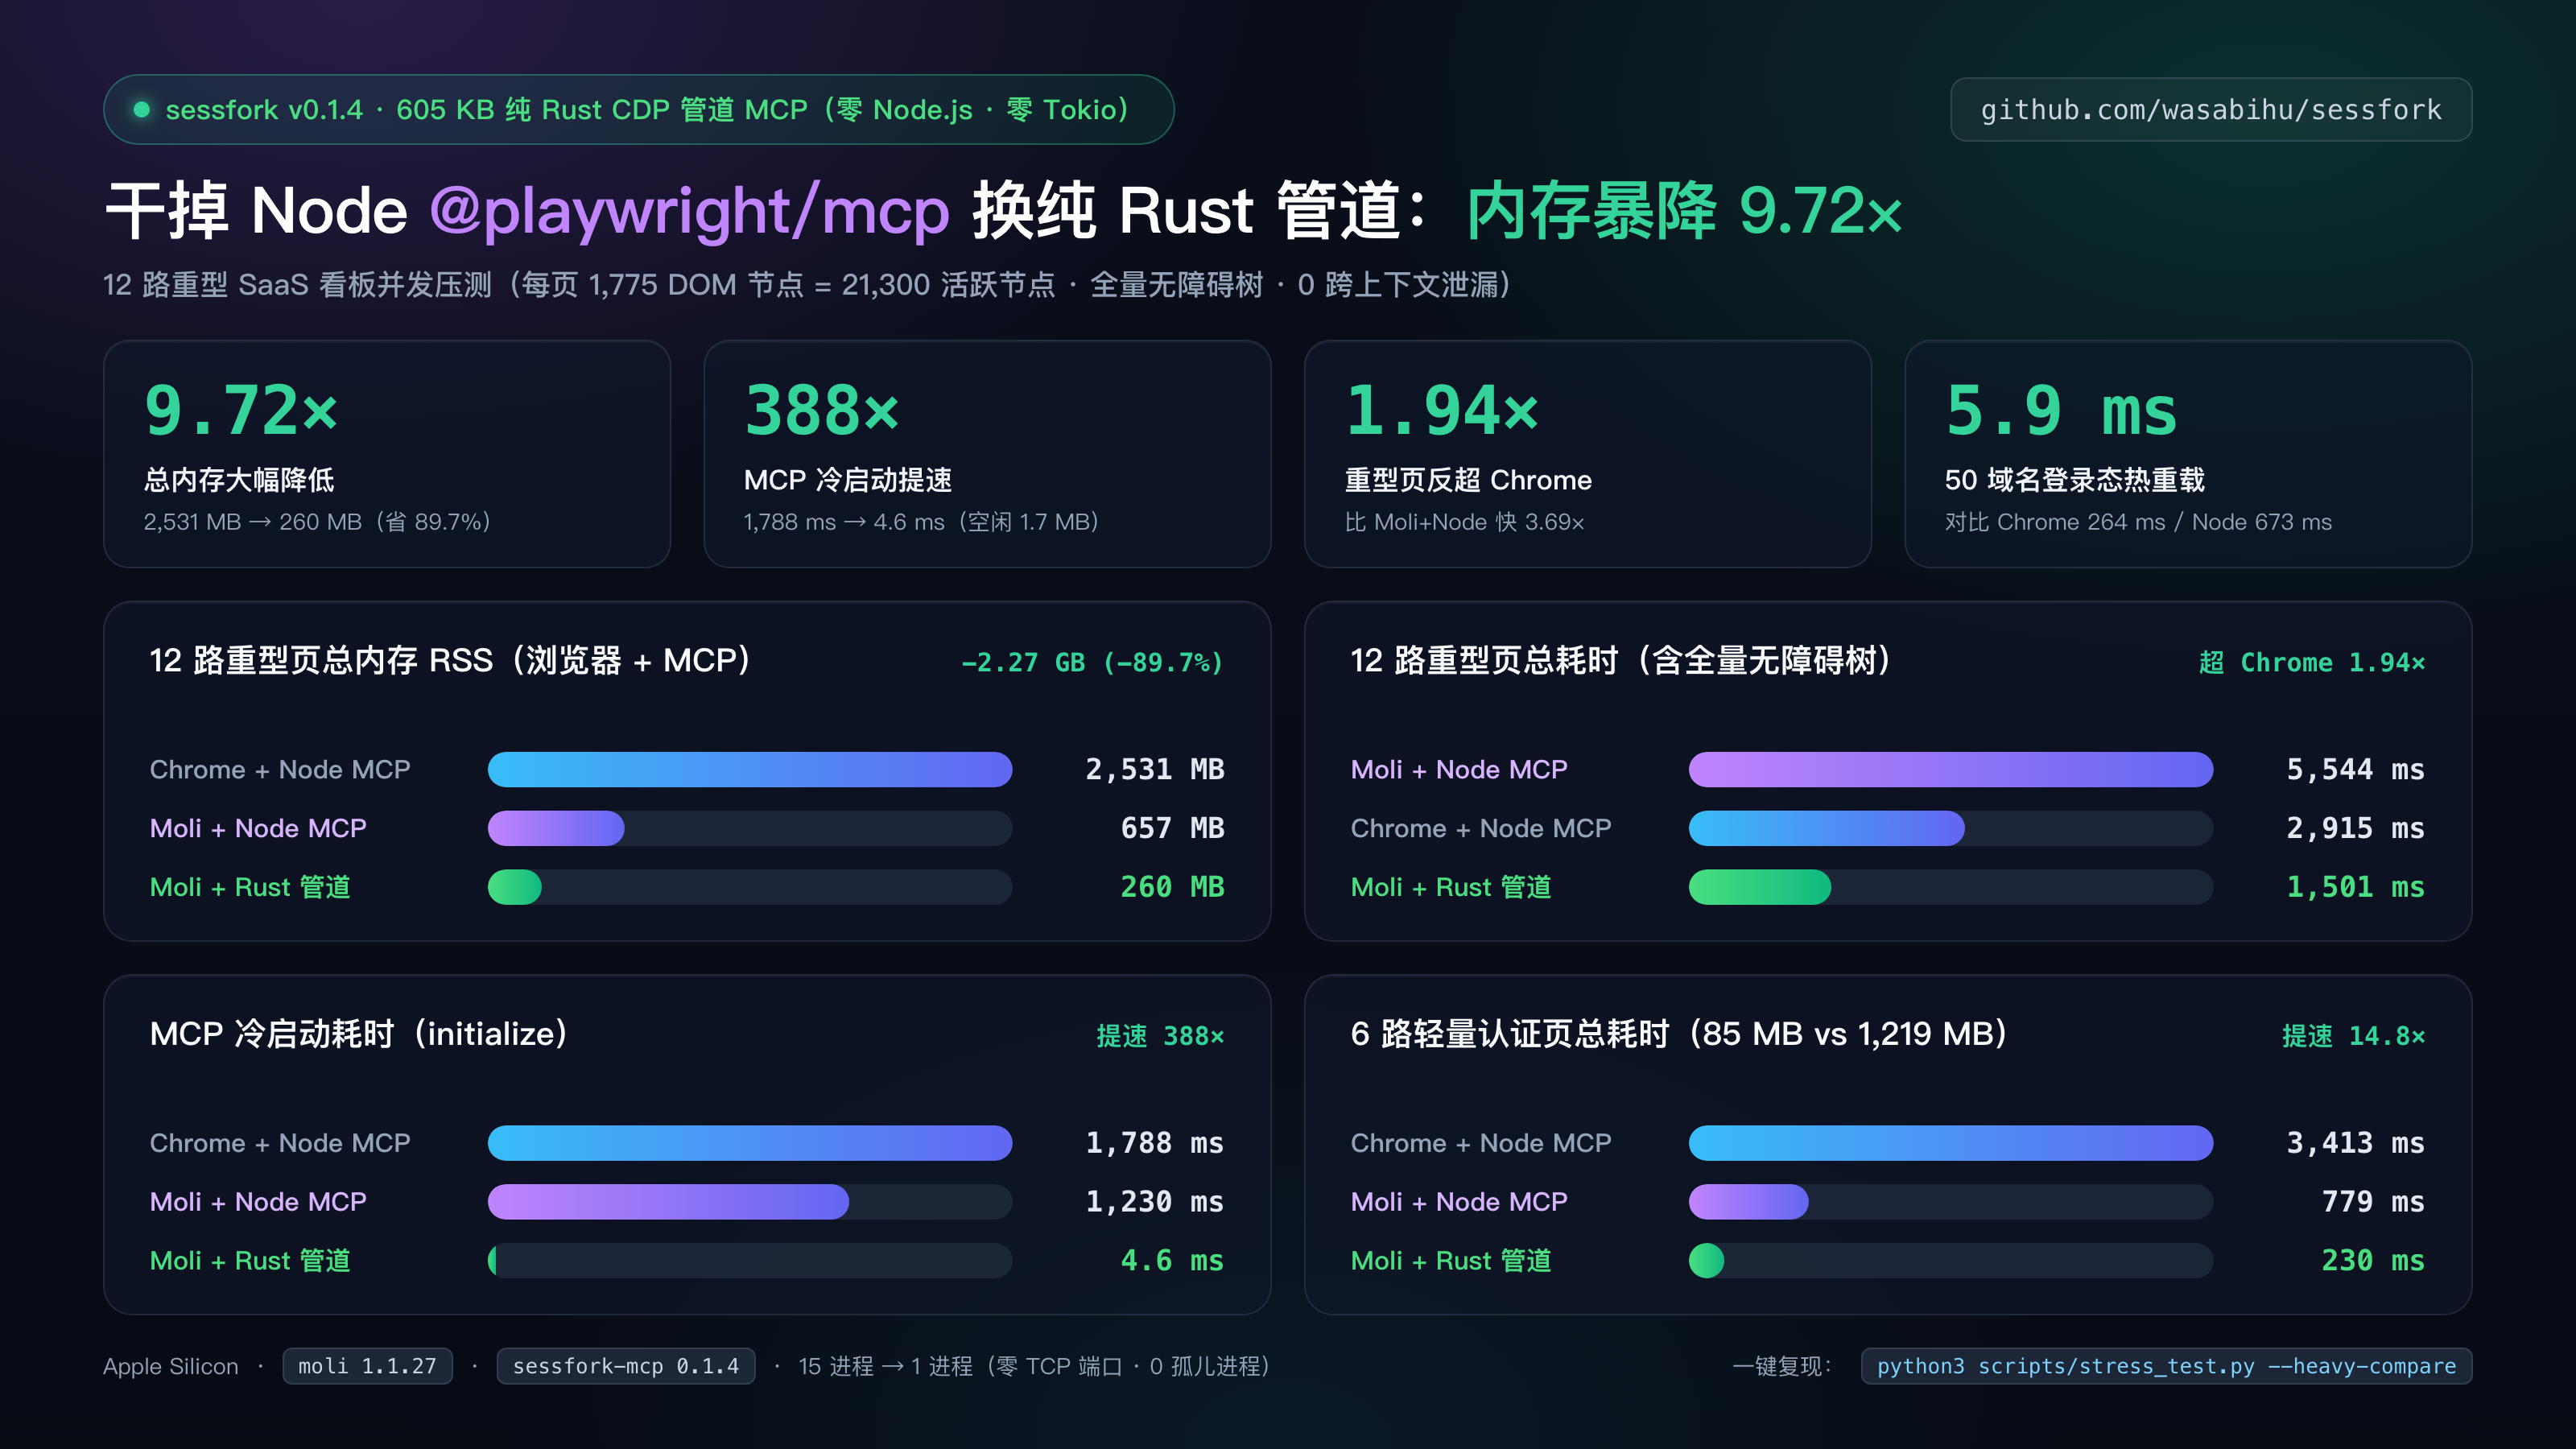 sessfork v0.1.4 · 605 KB 纯 Rust CDP 管道 MCP（零 Node.js · 零 Tokio）
github.com/wasabihu/sessfork
干掉 Node @playwright/mcp 换纯 Rust 管道：内存暴降 9.72×
12 路重型 SaaS 看板并发压测（每页 1,775 DOM 节点 = 21,300 活跃节点 · 全量无障碍树 · 0 跨上下文泄漏）
9.72×
总内存大幅降低
2,531 MB → 260 MB（省 89.7%）
388×
MCP 冷启动提速
1,788 ms → 4.6 ms（空闲 1.7 MB）
1.94×
重型页反超 Chrome
比 Moli+Node 快 3.69×
5.9 ms
50 域名登录态热重载
对比 Chrome 264 ms / Node 673 ms
12 路重型页总内存 RSS（浏览器 + MCP）
-2.27 GB (-89.7%)
Chrome + Node MCP 2,531 MB
Moli + Node MCP 657 MB
Moli + Rust 管道 260 MB
12 路重型页总耗时（含全量无障碍树）
超 Chrome 1.94×
Moli + Node MCP 5,544 ms
Chrome + Node MCP 2,915 ms
Moli + Rust 管道 1,501 ms
MCP 冷启动耗时（initialize）
提速 388×
Chrome + Node MCP 1,788 ms
Moli + Node MCP 1,230 ms
Moli + Rust 管道 4.6 ms
6 路轻量认证页总耗时（85 MB vs 1,219 MB）
提速 14.8×
Chrome + Node MCP 3,413 ms
Moli + Node MCP 779 ms
Moli + Rust 管道 230 ms
Apple Silicon · moli 1.1.27 · sessfork-mcp 0.1.4 · 15 进程 → 1 进程（零 TCP 端口 · 0 孤儿进程）
一键复现： python3 scripts/stress_test.py --heavy-compare